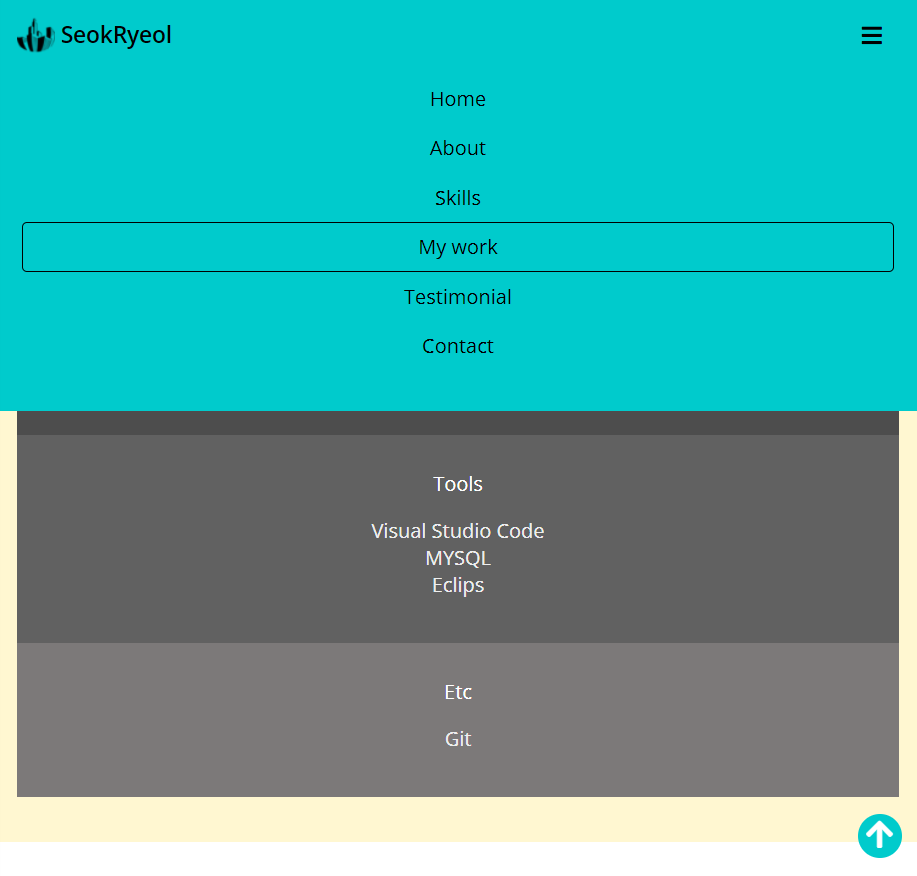 SeokRyeol
Home
About
Skills
My work
Testimonial
Contact
Tools
Visual Studio Code
MYSQL
Eclips
Etc
Git